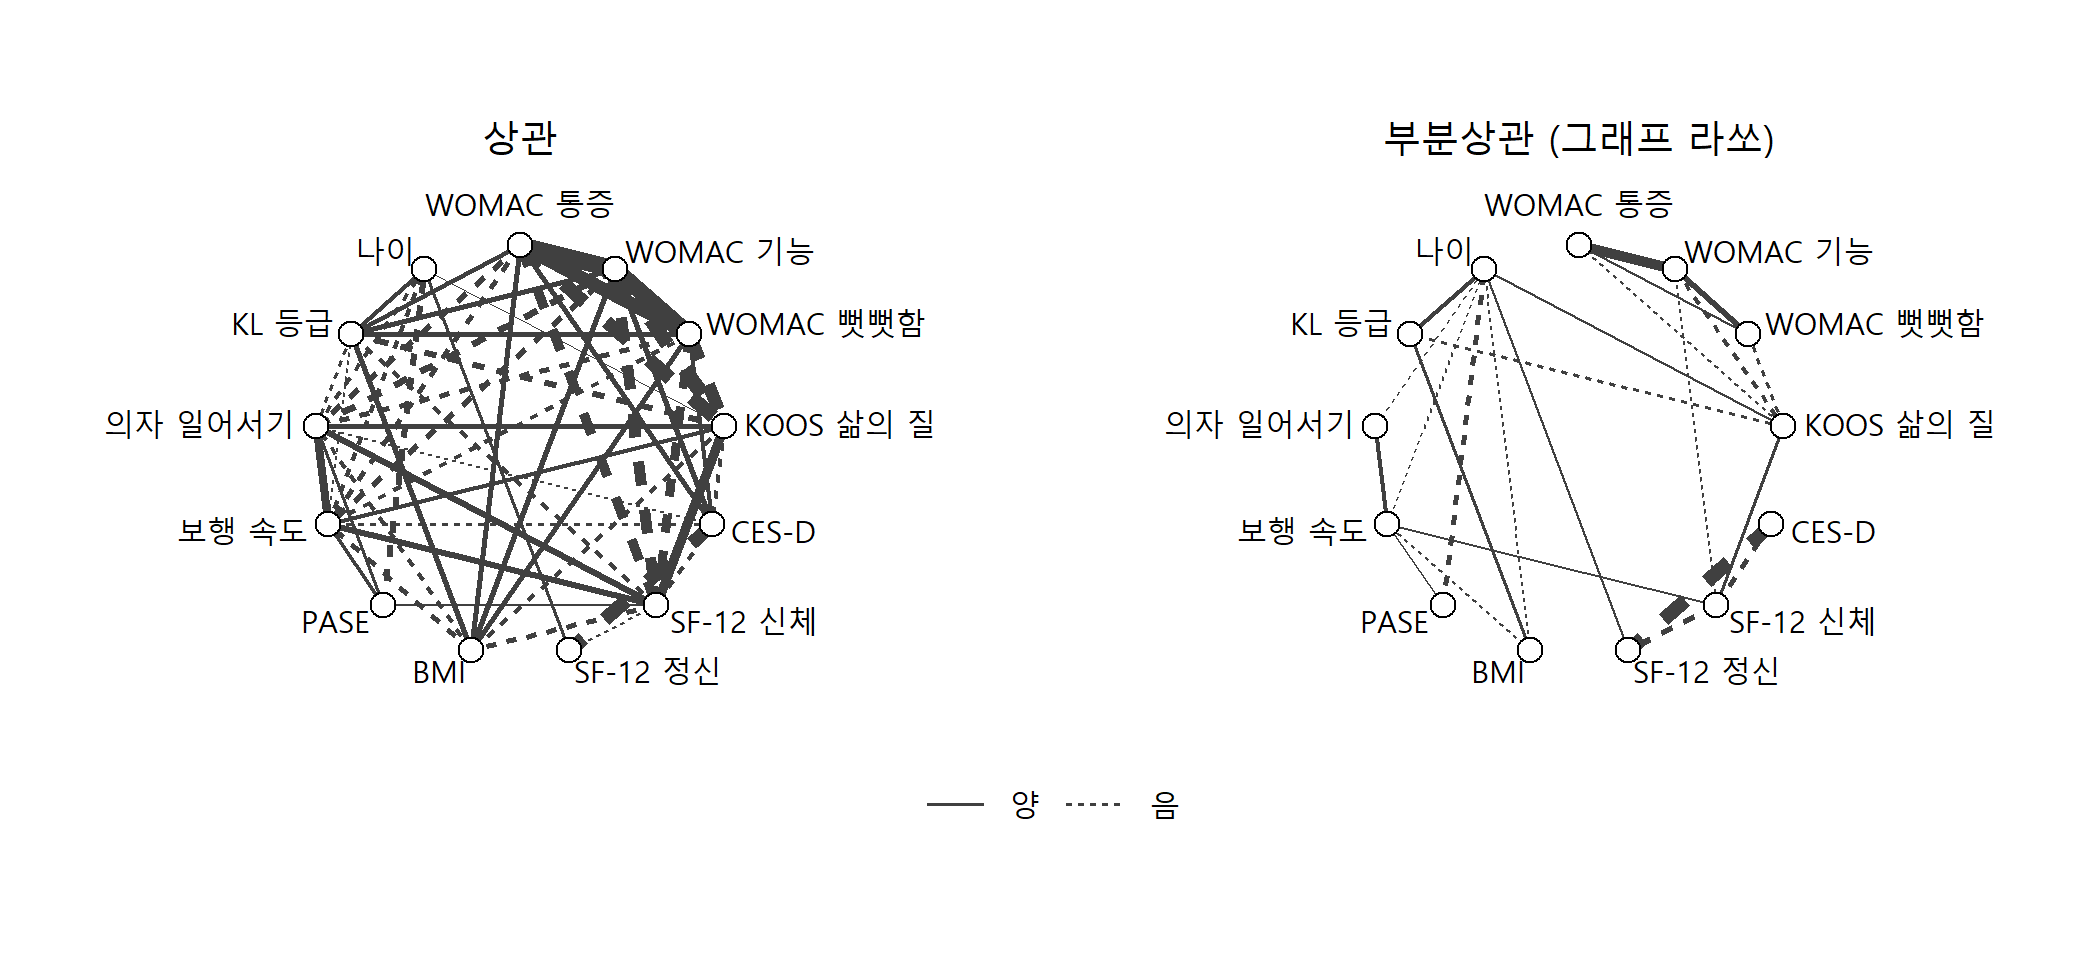 상관
WOMAC 통증
나이
WOMAC 기능
KL 등급
WOMAC 뻣뻣함
의자 일어서기
KOOS 삶의 질
보행 속도
CES-D
PASE
SF-12 신체
BMI
SF-12 정신
부분상관 (그래프 라쏘)
WOMAC 통증
나이
WOMAC 기능
KL 등급
WOMAC 뻣뻣함
의자 일어서기
KOOS 삶의 질
보행 속도
CES-D
PASE
SF-12 신체
BMI
SF-12 정신
양
음